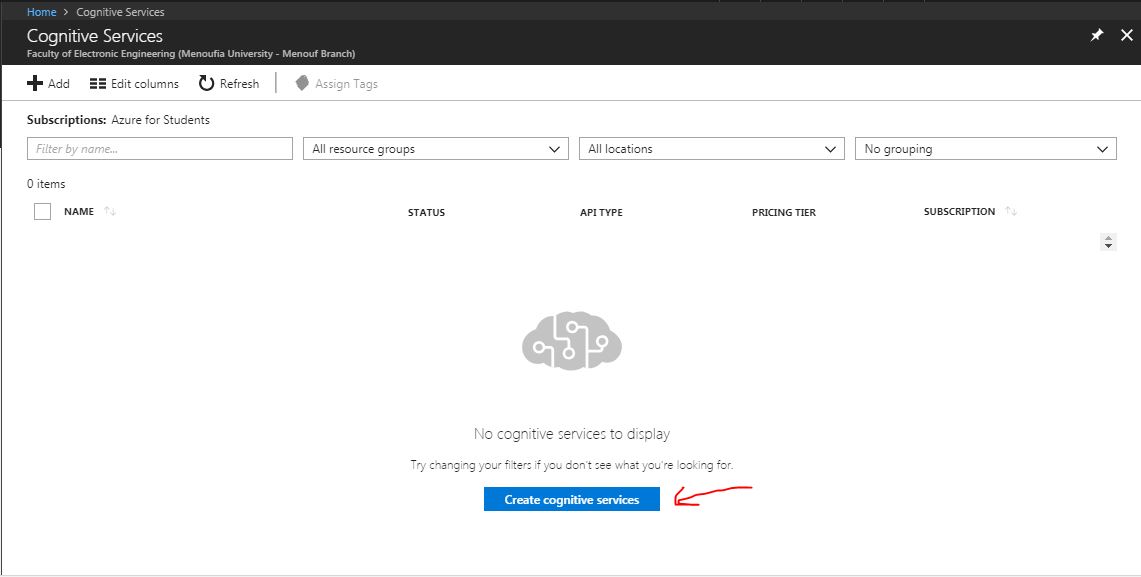 Home > Cognitive Services
Cognitive Services
Faculty of Electronic Engineering (Menoufia University - Menouf Branch)
Add Edit columns Refresh Assign Tags
Subscriptions: Azure for Students
Filter by name... All resource groups All locations No grouping
0 items
NAME STATUS API TYPE PRICING TIER SUBSCRIPTION
No cognitive services to display
Try changing your filters if you don't see what you're looking for.
Create cognitive services